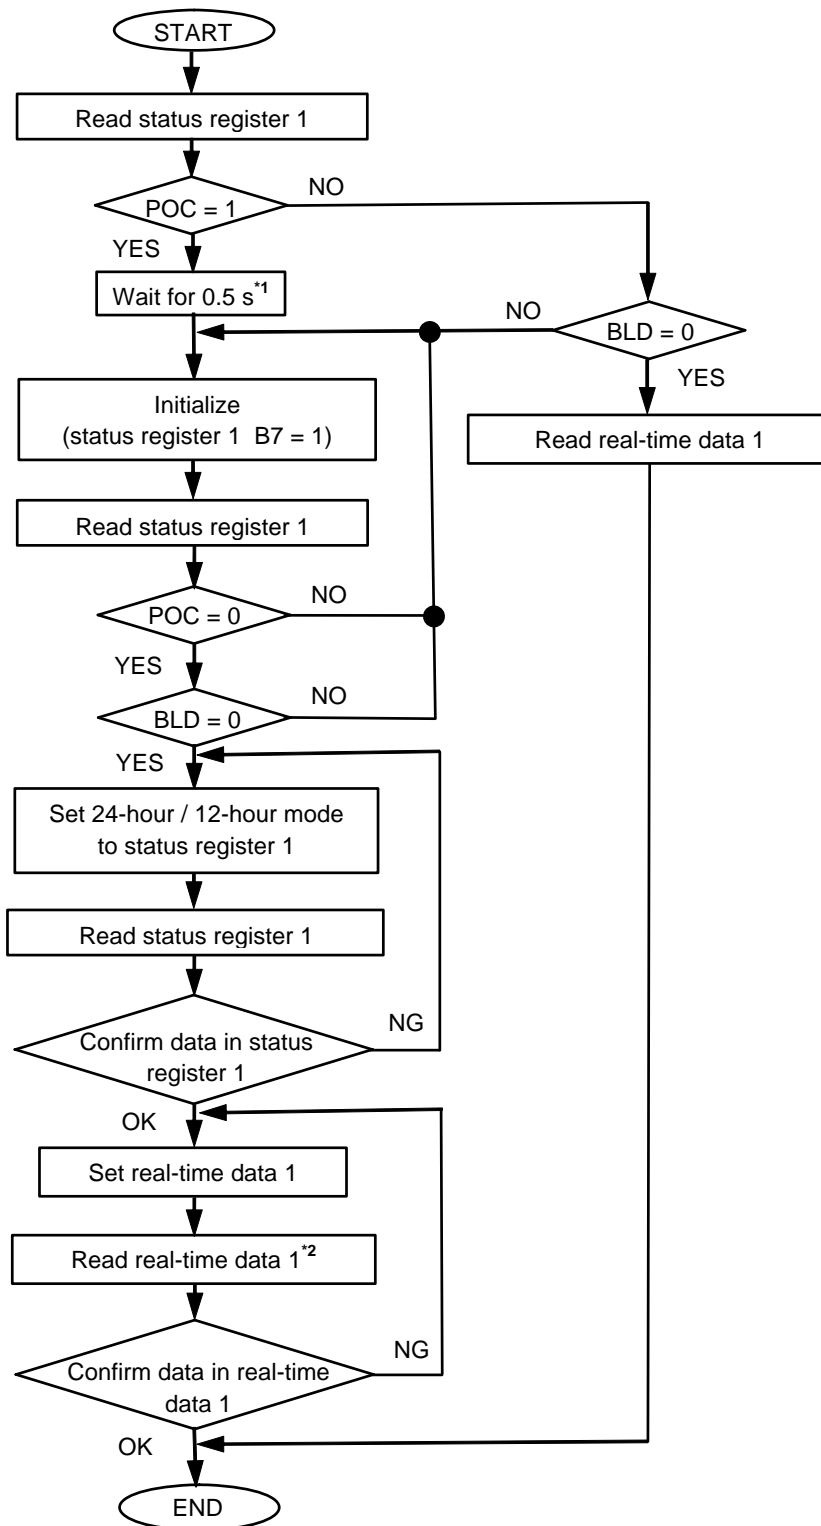 START
Read status register 1
POC = 1
NO
YES
Wait for 0.5 s*1
NO
BLD = 0
YES
Initialize
(status register 1  B7 = 1)
Read real-time data 1
Read status register 1
POC = 0
NO
YES
BLD = 0
NO
YES
Set 24-hour / 12-hour mode
to status register 1
Read status register 1
Confirm data in status
register 1
NG
OK
Set real-time data 1
Read real-time data 1*2
Confirm data in real-time
data 1
NG
OK
END